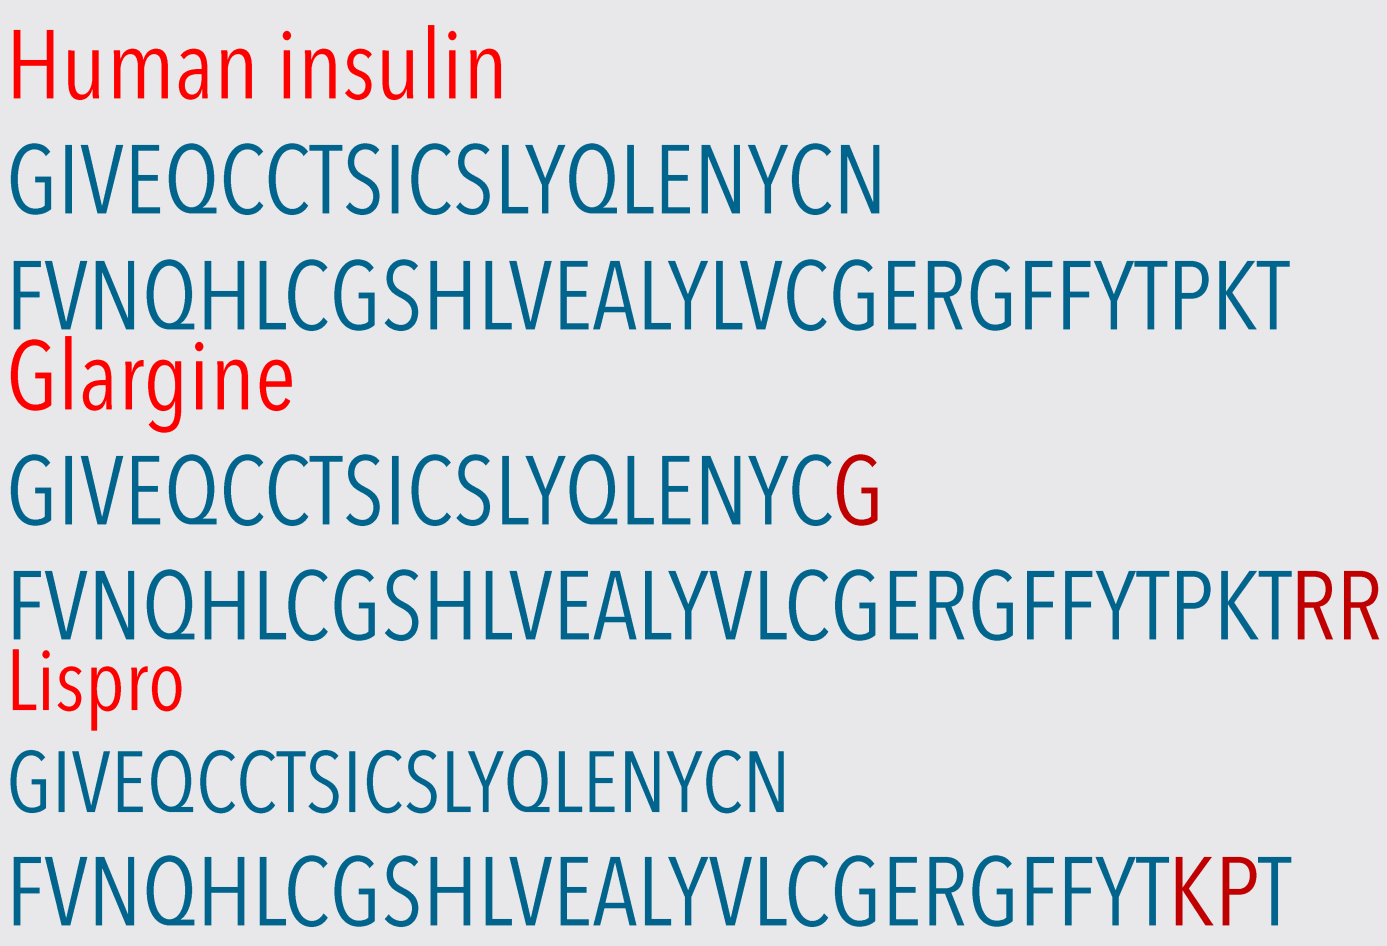 Human insulin
GIVEQCCTSICSLYQLENYCN
FVNQHLCGSHLVEALYLVCGERGFFYTPKT
Glargine
GIVEQCCTSICSLYQLENYCG
FVNQHLCGSHLVEALYVLCGERGFFYTPKTRR
Lispro
GIVEQCCTSICSLYQLENYCN
FVNQHLCGSHLVEALYVLCGERGFFYTKPT